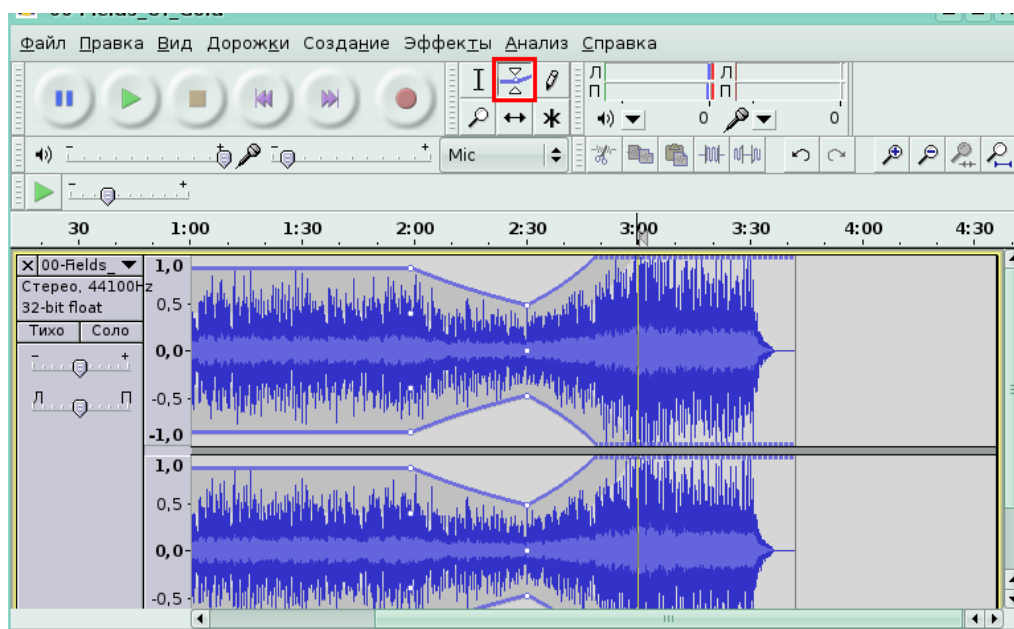 00-Fields_Of_Gold
Файл Правка Вид Дорожки Создание Эффекты Анализ Справка
Л Л
П П
0 0
- + - +
Mic
- +
30 1:00 1:30 2:00 2:30 3:00 3:30 4:00 4:30
00-Fields_
Стерео, 44100Hz
32-bit float
Тихо Соло
- +
Л П
1,0
0,5
0,0
-0,5
-1,0
1,0
0,5
0,0
-0,5